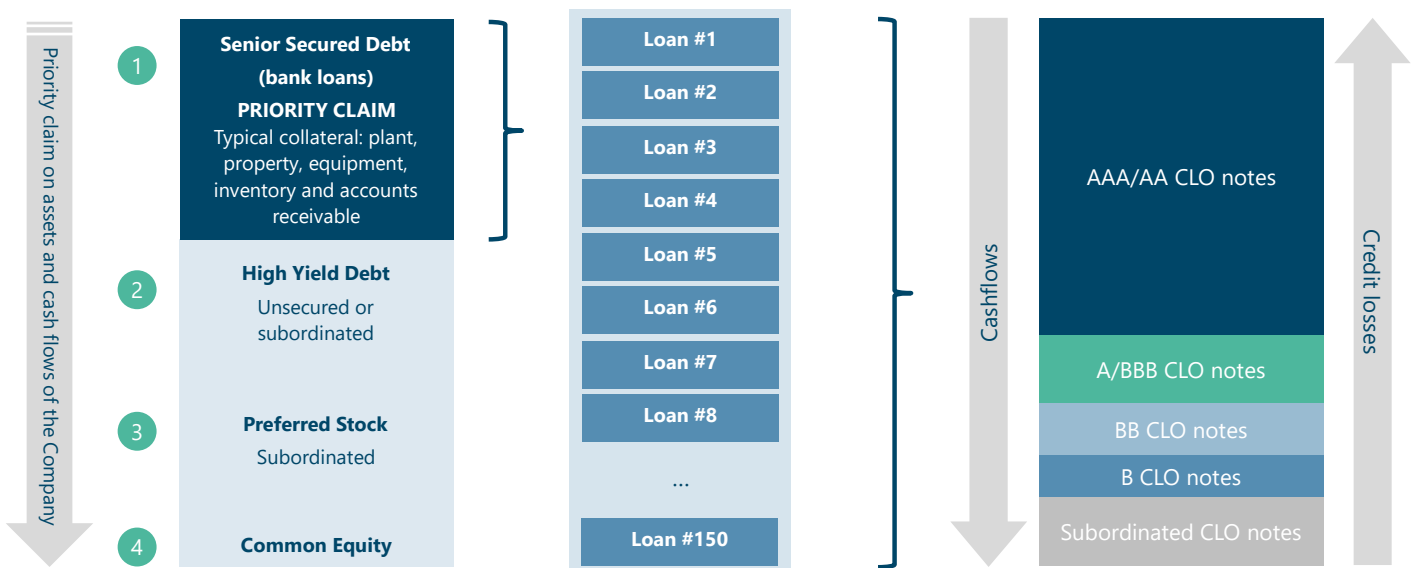 Priority claim on assets and cash flows of the Company
1
Senior Secured Debt
(bank loans)
PRIORITY CLAIM
Typical collateral: plant,
property, equipment,
inventory and accounts
receivable
2
High Yield Debt
Unsecured or
subordinated
3
Preferred Stock
Subordinated
4
Common Equity
Loan #1
Loan #2
Loan #3
Loan #4
Loan #5
Loan #6
Loan #7
Loan #8
...
Loan #150
Cashflows
AAA/AA CLO notes
A/BBB CLO notes
BB CLO notes
B CLO notes
Subordinated CLO notes
Credit losses